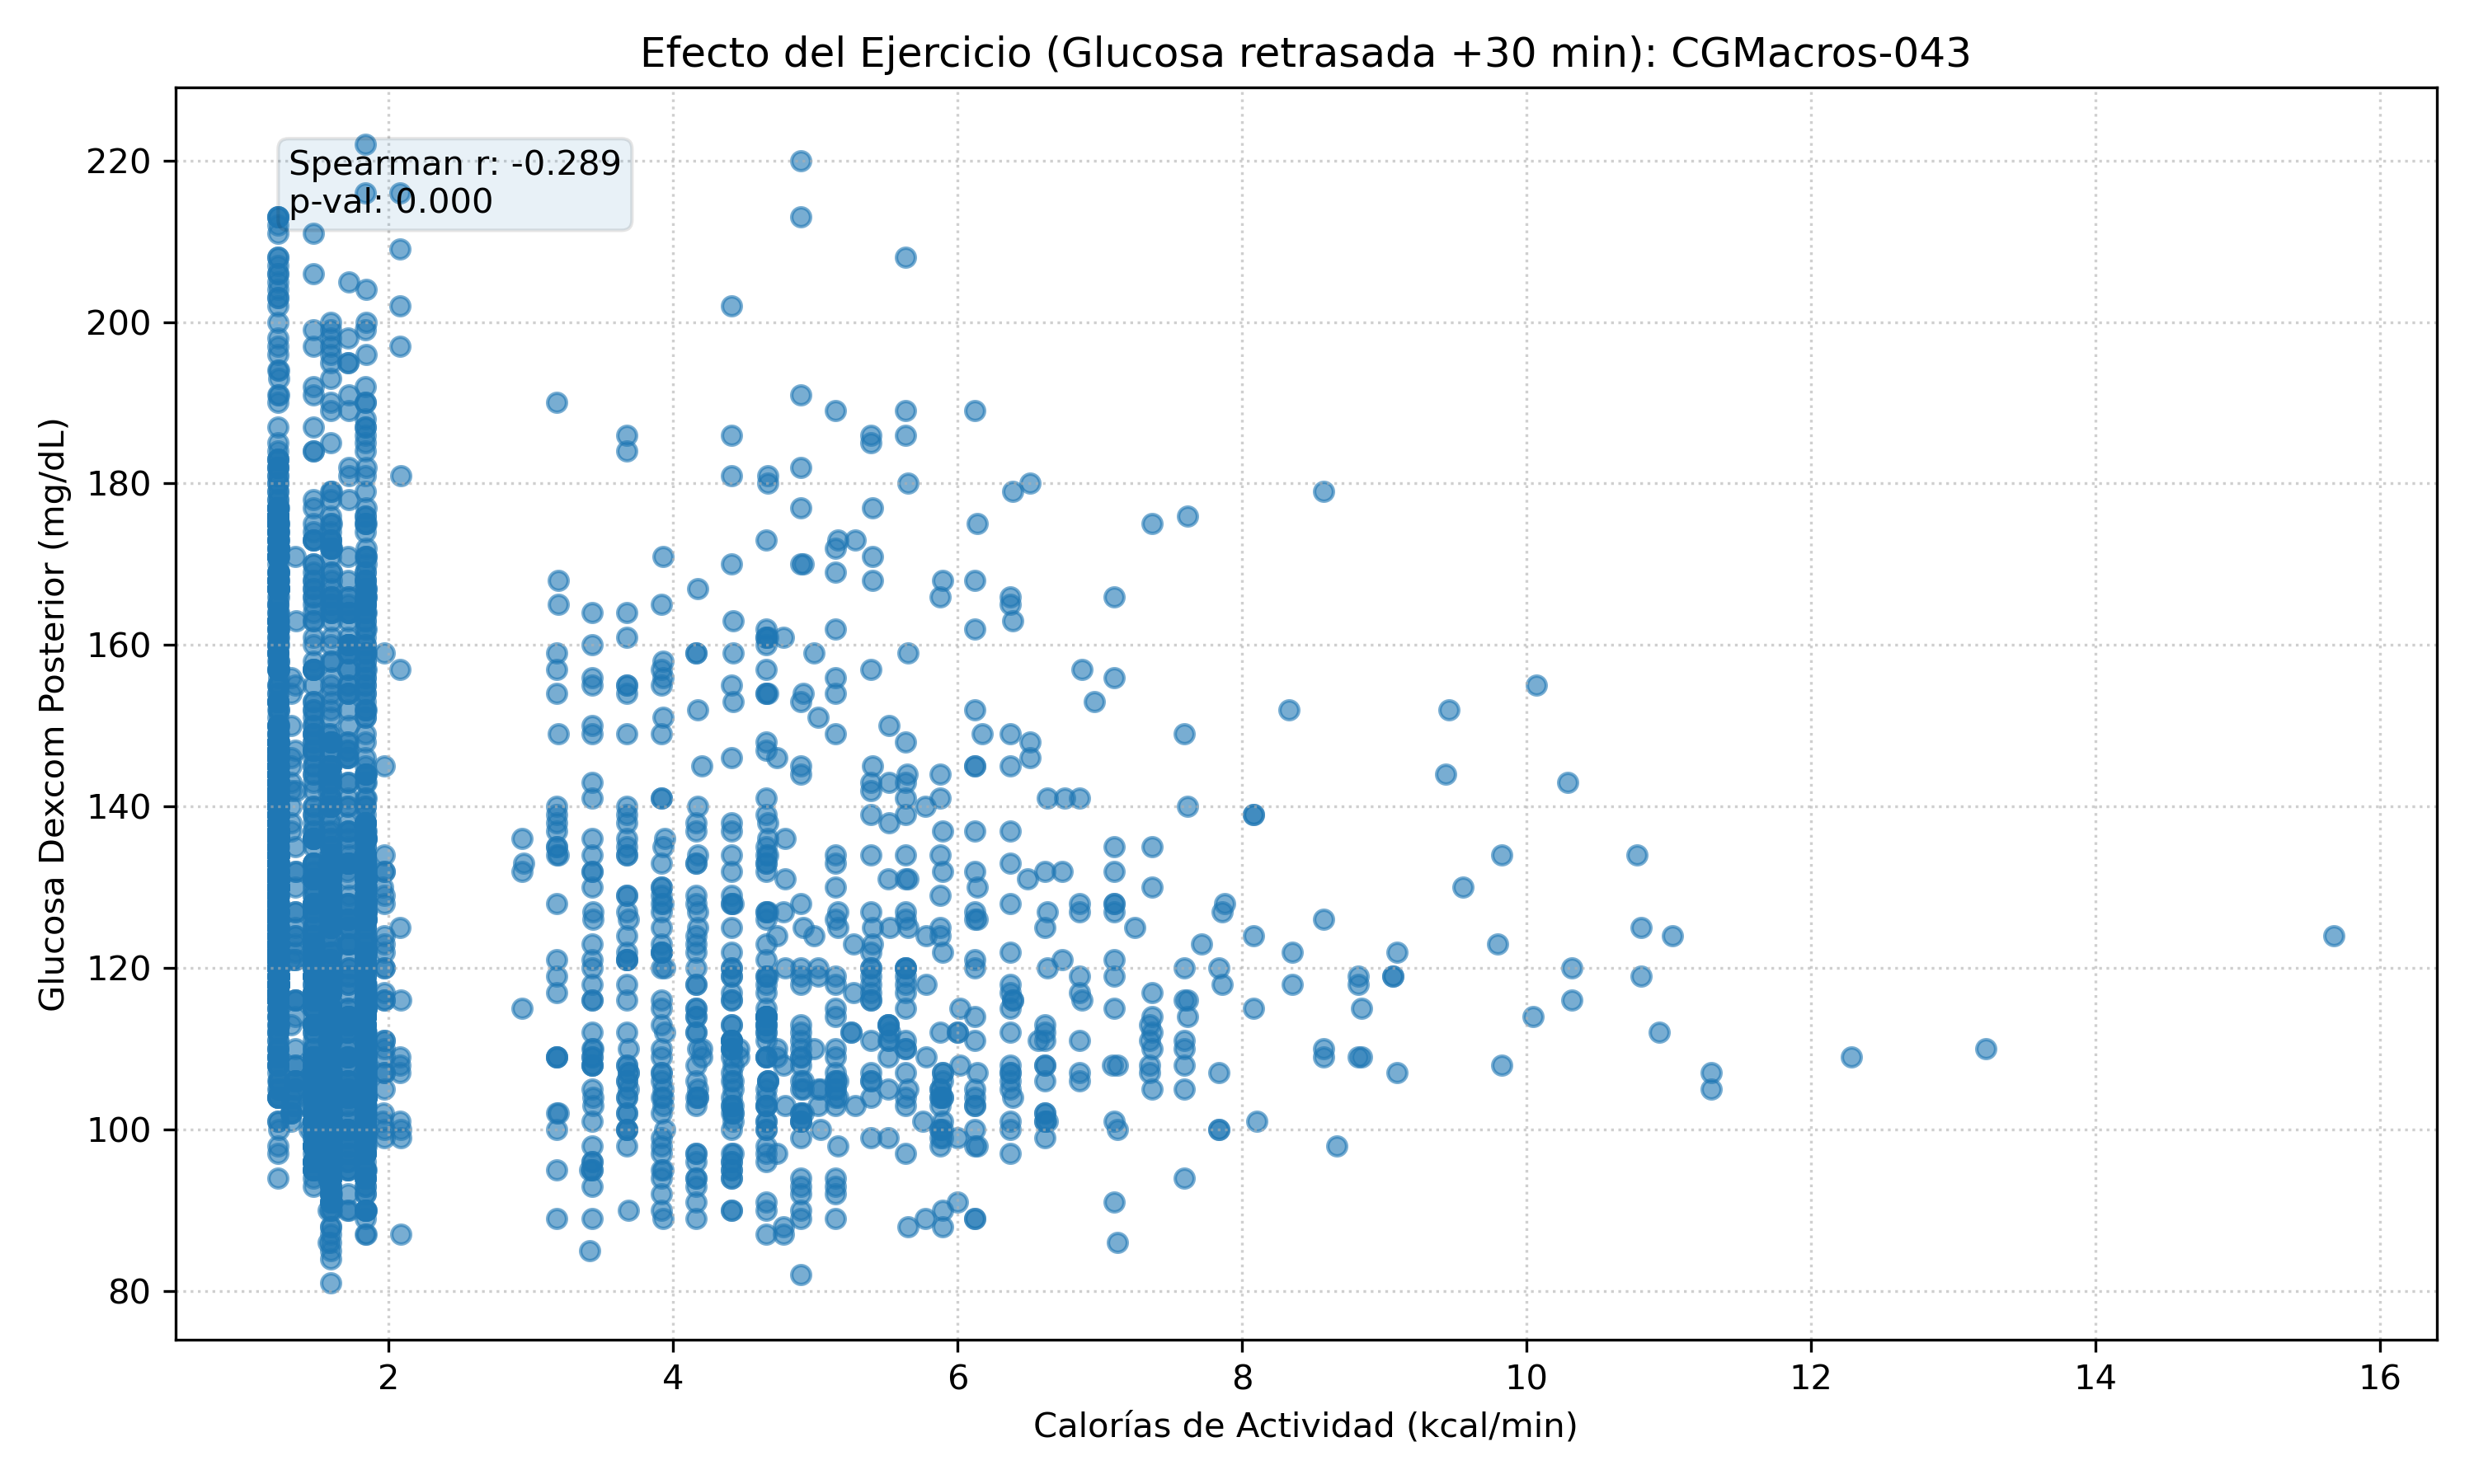 Efecto del Ejercicio (Glucosa retrasada +30 min): CGMacros-043
Spearman r: -0.289
p-val: 0.000
Glucosa Dexcom Posterior (mg/dL)
220
200
180
160
140
120
100
80
2 4 6 8 10 12 14 16
Calorías de Actividad (kcal/min)